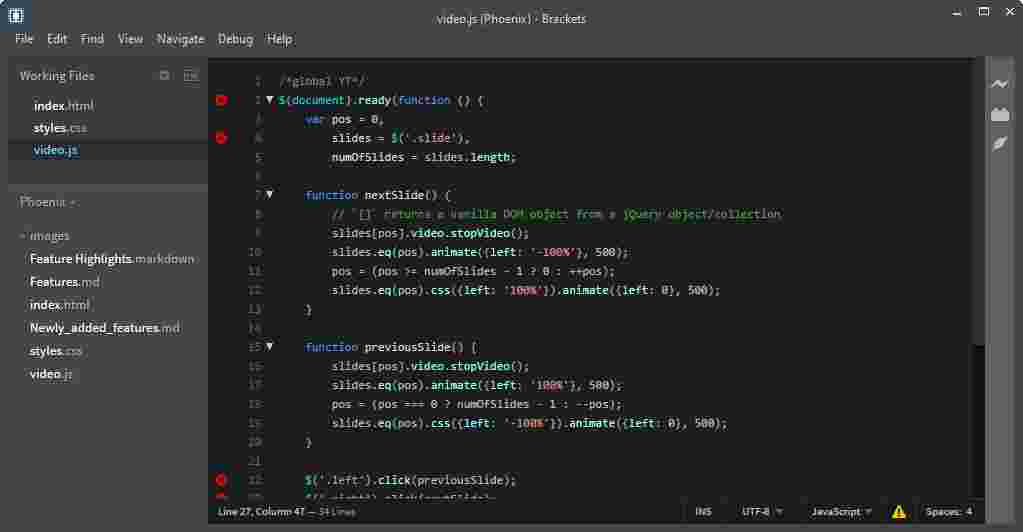 video.js (Phoenix) - Brackets
File Edit Find View Navigate Debug Help
Working Files
index.html
styles.css
video.js
Phoenix
images
Feature Highlights.markdown
Features.md
index.html
Newly_added_features.md
styles.css
video.js
1 /*global YT*/
2 $(document).ready(function () {
3 var pos = 0,
4 slides = $('.slide'),
5 numOfSlides = slides.length;
6
7 function nextSlide() {
8 // `[]` returns a vanilla DOM object from a jQuery object/collection
9 slides[pos].video.stopVideo();
10 slides.eq(pos).animate({left: '-100%'}, 500);
11 pos = (pos >= numOfSlides - 1 ? 0 : ++pos);
12 slides.eq(pos).css({left: '100%'}).animate({left: 0}, 500);
13 }
14
15 function previousSlide() {
16 slides[pos].video.stopVideo();
17 slides.eq(pos).animate({left: '100%'}, 500);
18 pos = (pos === 0 ? numOfSlides - 1 : --pos);
19 slides.eq(pos).css({left: '-100%'}).animate({left: 0}, 500);
20 }
21
22 $('.left').click(previousSlide);
23 $('.right').click(nextSlide);
Line 27, Column 47 — 34 Lines
INS UTF-8 JavaScript Spaces: 4